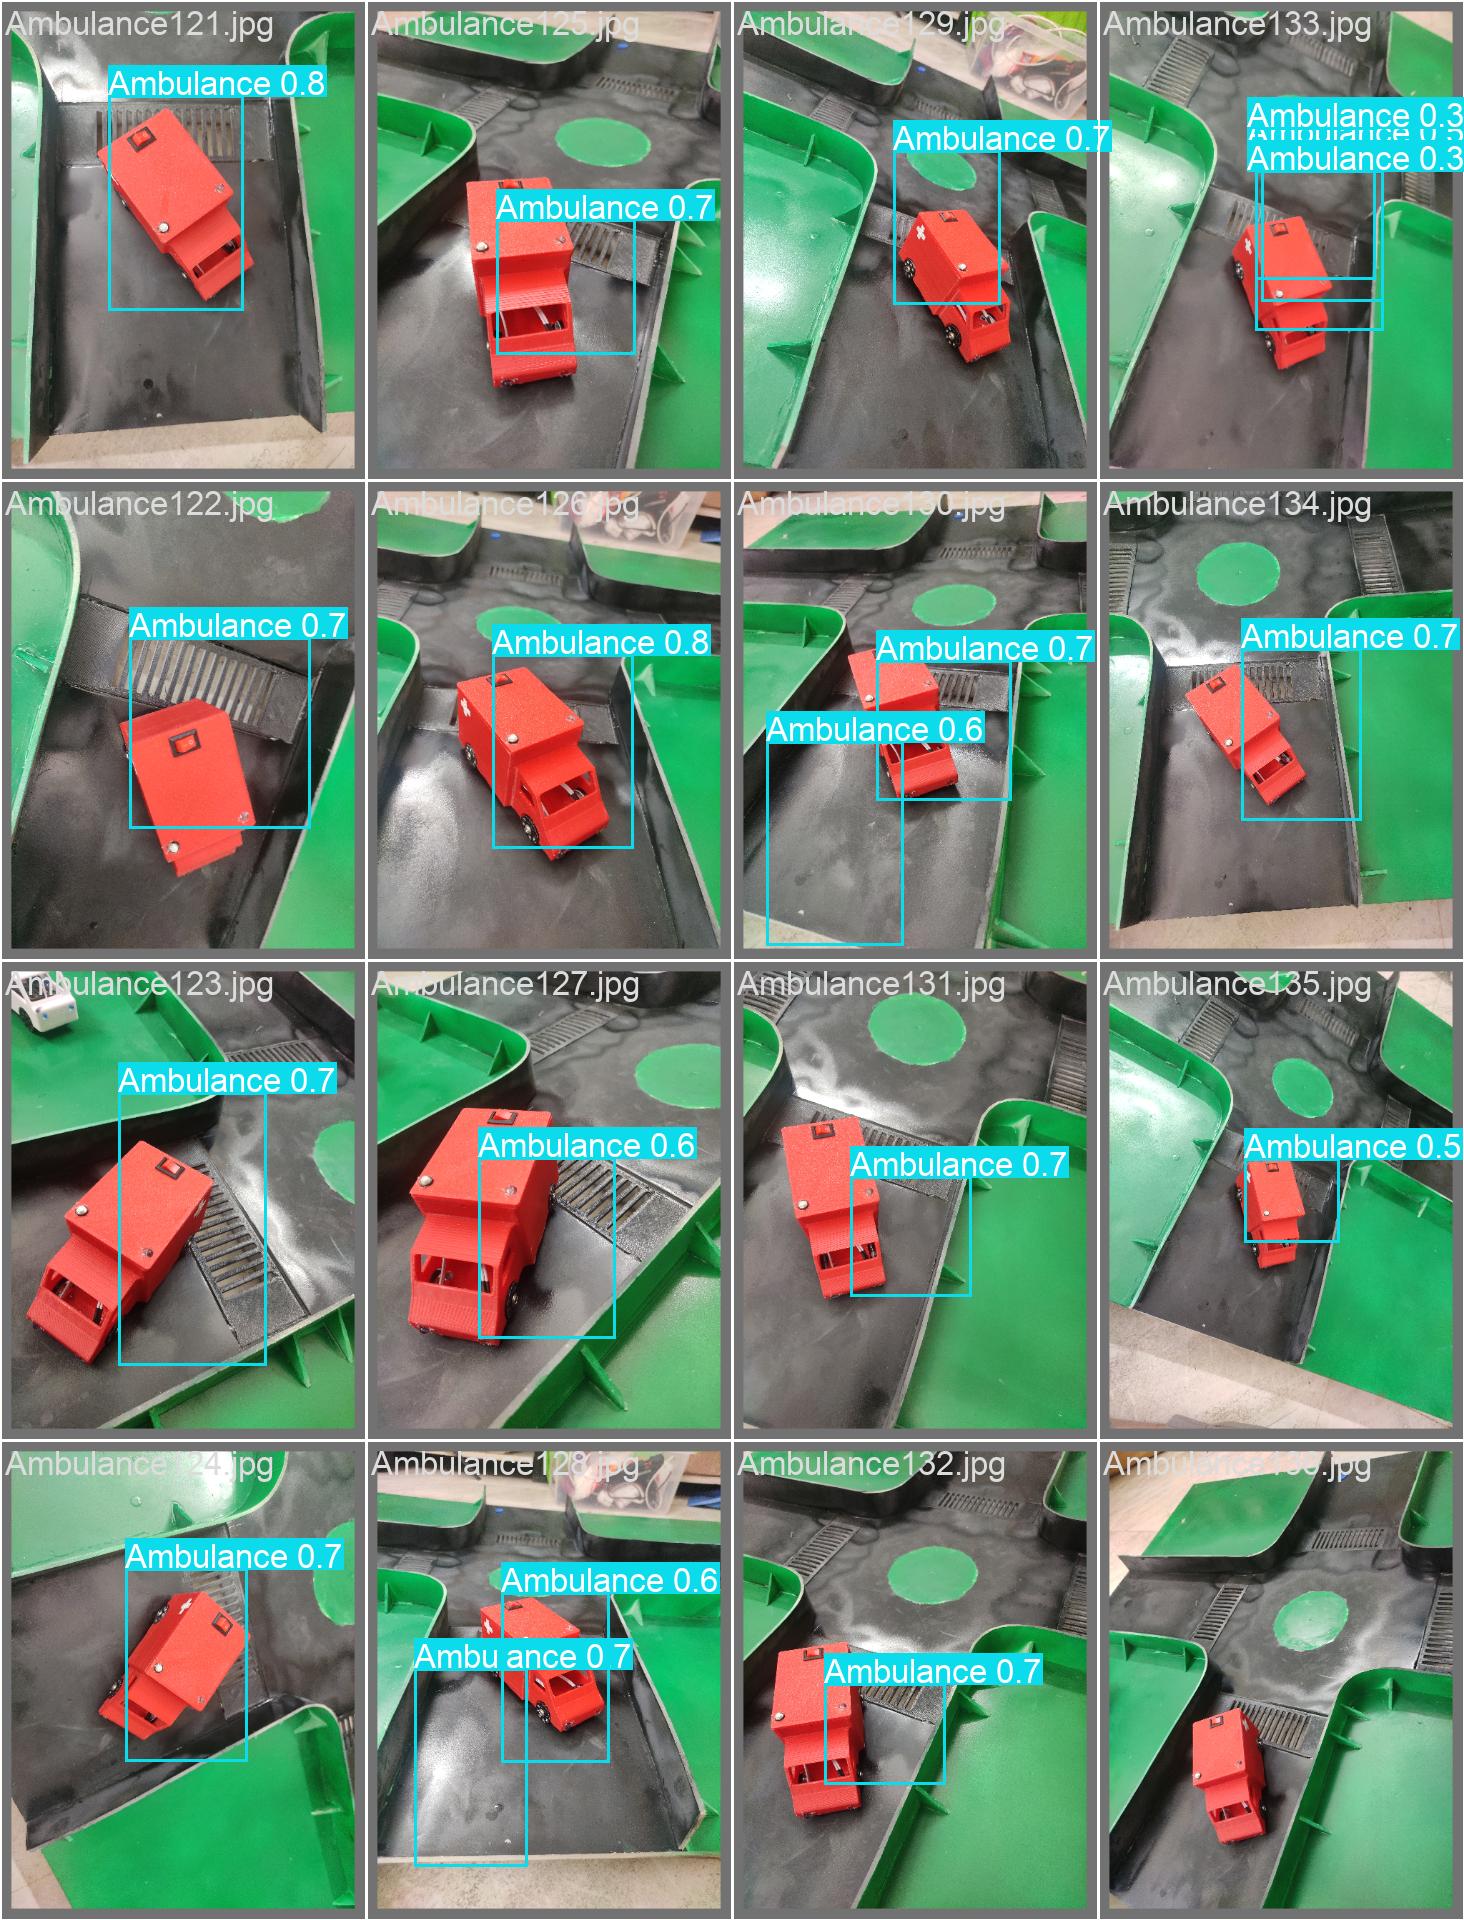 Ambulance121.jpg
Ambulance 0.8
Ambulance125.jpg
Ambulance 0.7
Ambulance129.jpg
Ambulance 0.7
Ambulance133.jpg
Ambulance 0.3
Ambulance 0.3
Ambulance122.jpg
Ambulance 0.7
Ambulance126.jpg
Ambulance 0.8
Ambulance130.jpg
Ambulance 0.7
Ambulance 0.6
Ambulance134.jpg
Ambulance 0.7
Ambulance123.jpg
Ambulance 0.7
Ambulance127.jpg
Ambulance 0.6
Ambulance131.jpg
Ambulance 0.7
Ambulance135.jpg
Ambulance 0.5
Ambulance124.jpg
Ambulance 0.7
Ambulance128.jpg
Ambulance 0.6
Ambu ance 0 7
Ambulance132.jpg
Ambulance 0.7
Ambulance136.jpg